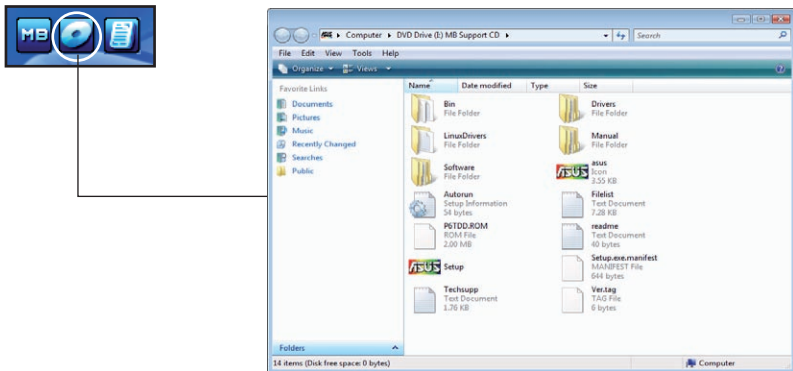 MB
Computer ▸ DVD Drive (E:) MB Support CD ▸
Search
File Edit View Tools Help
Organize Views
Favorite Links
Documents
Pictures
Music
Recently Changed
Searches
Public
Folders
Name Date modified Type Size
Bin
File Folder
Drivers
File Folder
LinuxDrivers
File Folder
Manual
File Folder
Software
File Folder
ASUS
asus
Icon
3.55 KB
Autorun
Setup Information
54 bytes
Filelist
Text Document
7.28 KB
P6TDD.ROM
ROM File
2.00 MB
readme
Text Document
40 bytes
ASUS
Setup
Setup.exe.manifest
MANIFEST File
644 bytes
Techsupp
Text Document
1.76 KB
Ver.tag
TAG File
6 bytes
14 items (Disk free space: 0 bytes)
Computer